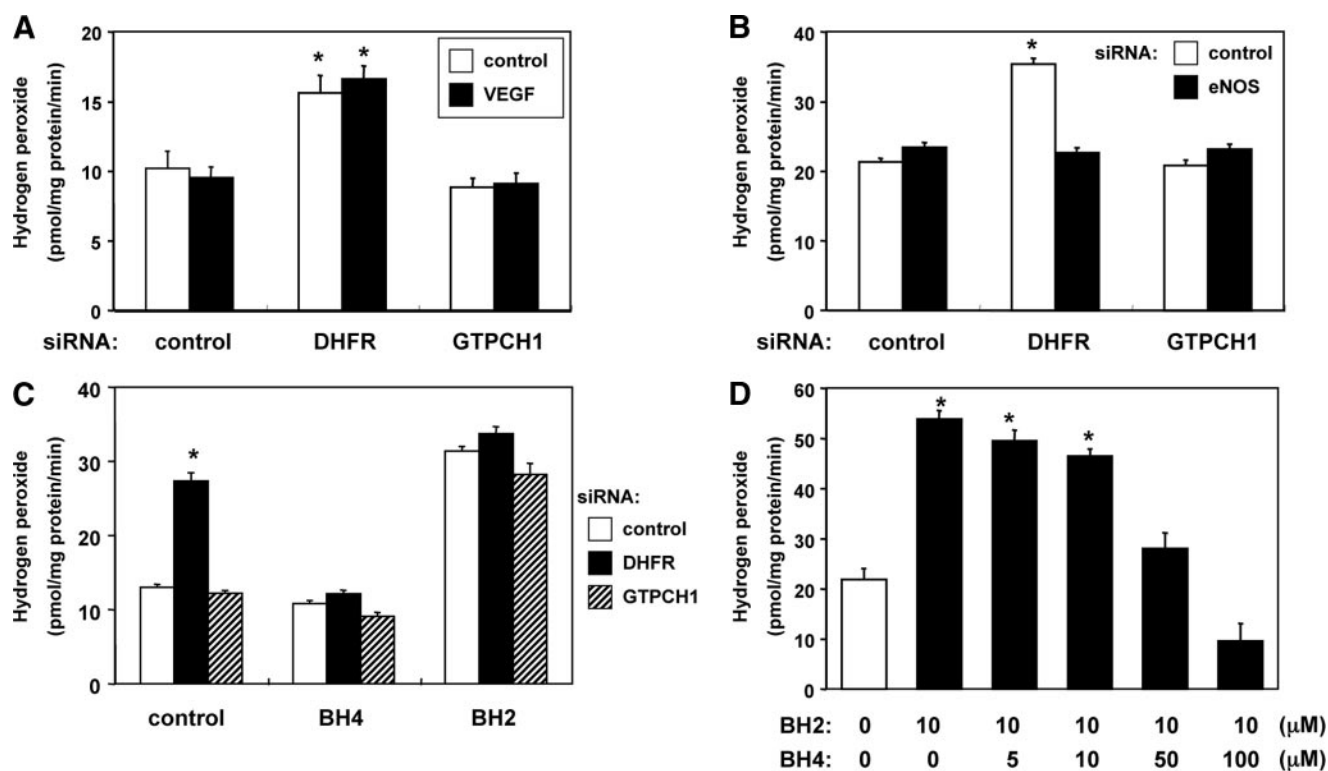 A
Hydrogen peroxide
(pmol/mg protein/min)
20
15
10
5
0
* *
control
VEGF
siRNA: control DHFR GTPCH1
B
Hydrogen peroxide
(pmol/mg protein/min)
40
30
20
10
0
*
siRNA: control
eNOS
siRNA: control DHFR GTPCH1
C
Hydrogen peroxide
(pmol/mg protein/min)
40
30
20
10
0
*
control BH4 BH2
siRNA:
control
DHFR
GTPCH1
D
Hydrogen peroxide
(pmol/mg protein/min)
60
50
40
30
20
10
0
* * *
BH2: 0 10 10 10 10 10 (μM)
BH4: 0 0 5 10 50 100 (μM)